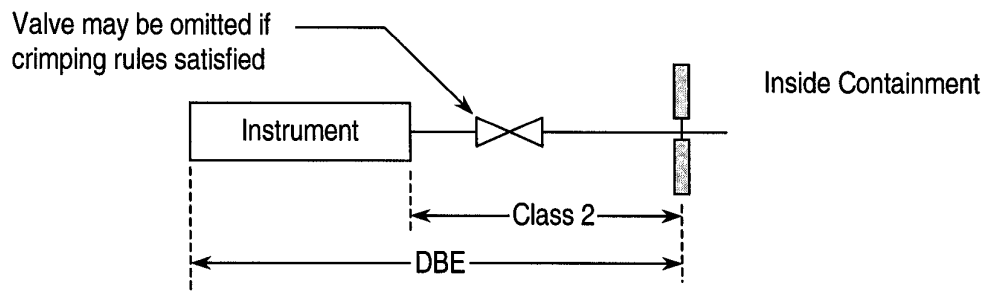 Valve may be omitted if
crimping rules satisfied
Inside Containment
Instrument
Class 2
DBE